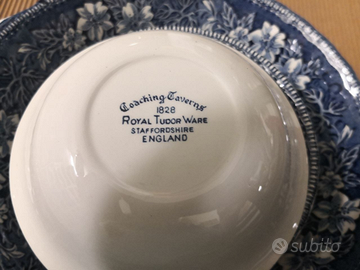 Coaching Taverns
1828
ROYAL TUDOR WARE
STAFFORDSHIRE
ENGLAND
subito